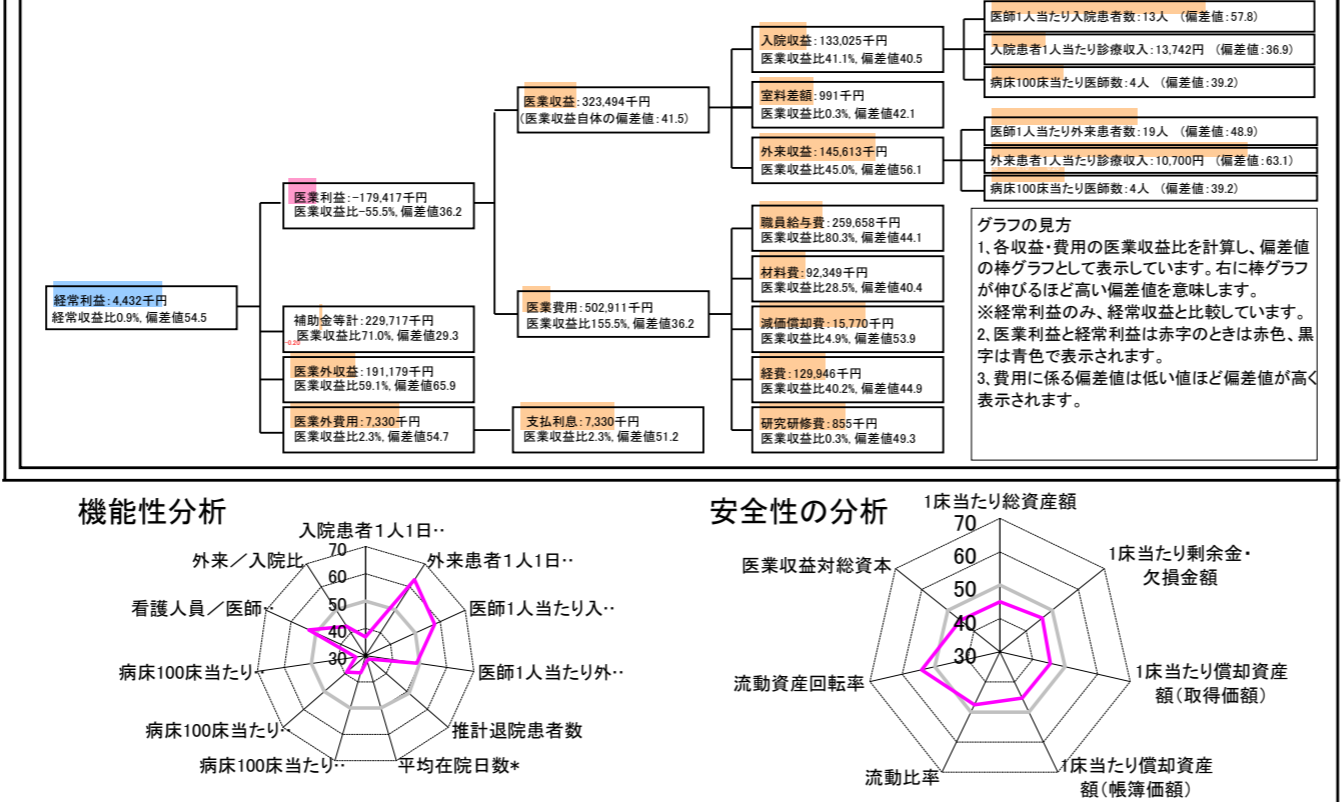 経常利益：4,432千円
経常収益比0.9%, 偏差値54.5
医業利益：-179,417千円
医業収益比-55.5%, 偏差値36.2
補助金等計：229,717千円
医業収益比71.0%, 偏差値29.3
医業外収益：191,179千円
医業収益比59.1%, 偏差値65.9
医業外費用：7,330千円
医業収益比2.3%, 偏差値54.7
支払利息：7,330千円
医業収益比2.3%, 偏差値51.2
医業収益：323,494千円
（医業収益自体の偏差値：41.5）
医業費用：502,911千円
医業収益比155.5%, 偏差値36.2
入院収益：133,025千円
医業収益比41.1%, 偏差値40.5
室料差額：991千円
医業収益比0.3%, 偏差値42.1
外来収益：145,613千円
医業収益比45.0%, 偏差値56.1
職員給与費：259,658千円
医業収益比80.3%, 偏差値44.1
材料費：92,349千円
医業収益比28.5%, 偏差値40.4
減価償却費：15,770千円
医業収益比4.9%, 偏差値53.9
経費：129,946千円
医業収益比40.2%, 偏差値44.9
研究研修費：855千円
医業収益比0.3%, 偏差値49.3
医師1人当たり入院患者数：13人　（偏差値：57.8）
入院患者1人当たり診療収入：13,742円　（偏差値：36.9）
病床100床当たり医師数：4人　（偏差値：39.2）
医師1人当たり外来患者数：19人　（偏差値：48.9）
外来患者1人当たり診療収入：10,700円　（偏差値：63.1）
病床100床当たり医師数：4人　（偏差値：39.2）
グラフの見方
1、各収益・費用の医業収益比を計算し、偏差値
の棒グラフとして表示しています。右に棒グラフ
が伸びるほど高い偏差値を意味します。
※経常利益のみ、経常収益と比較しています。
2、医業利益と経常利益は赤字のときは赤色、黒
字は青色で表示されます。
3、費用に係る偏差値は低い値ほど偏差値が高く
表示されます。
機能性分析
入院患者１人1日‥
外来患者１人1日‥
医師1人当たり入‥
医師1人当たり外‥
推計退院患者数
平均在院日数*
病床100床当たり‥
病床100床当たり‥
病床100床当たり‥
看護人員／医師‥
外来／入院比
70
60
50
40
30
安全性の分析
1床当たり総資産額
1床当たり剰余金・
欠損金額
1床当たり償却資産
額（取得価額）
1床当たり償却資産
額（帳簿価額）
流動比率
流動資産回転率
医業収益対総資本
70
60
50
40
30